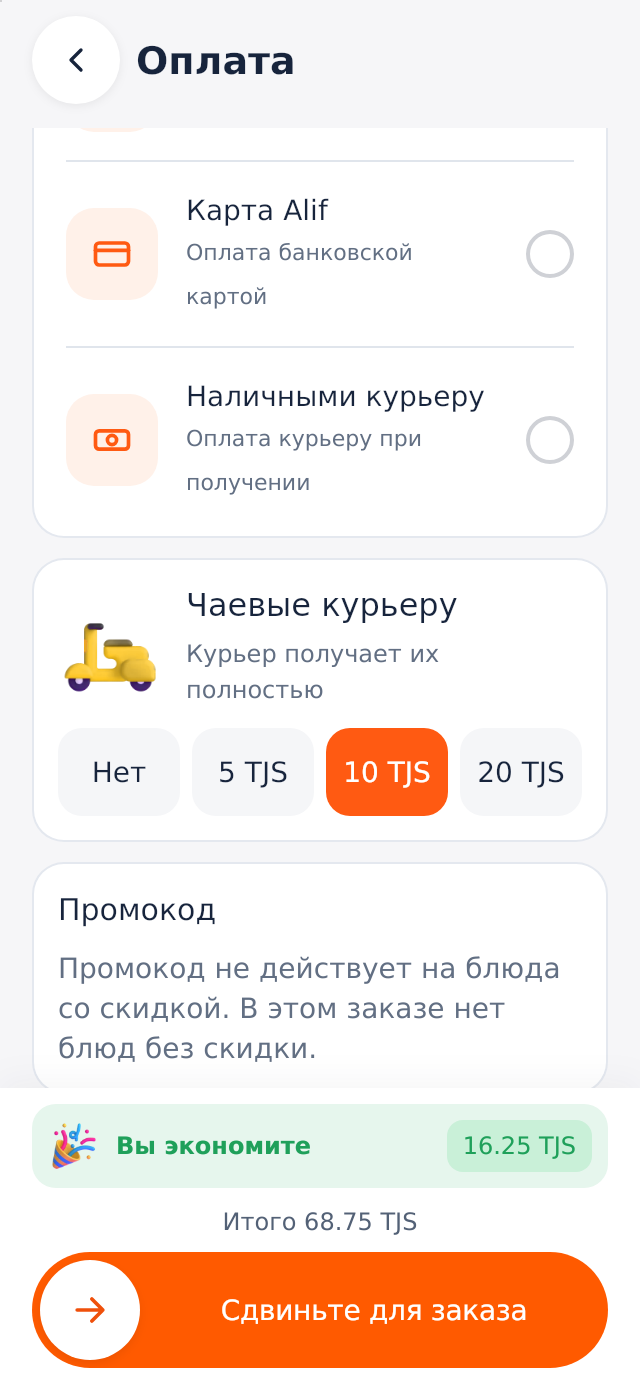 Оплата
Карта Alif
Оплата банковской
картой
Наличными курьеру
Оплата курьеру при
получении
Чаевые курьеру
Курьер получает их
полностью
Нет
5 TJS
10 TJS
20 TJS
Промокод
Промокод не действует на блюда
со скидкой. В этом заказе нет
блюд без скидки.
Вы экономите
16.25 TJS
Итого 68.75 TJS
Сдвиньте для заказа